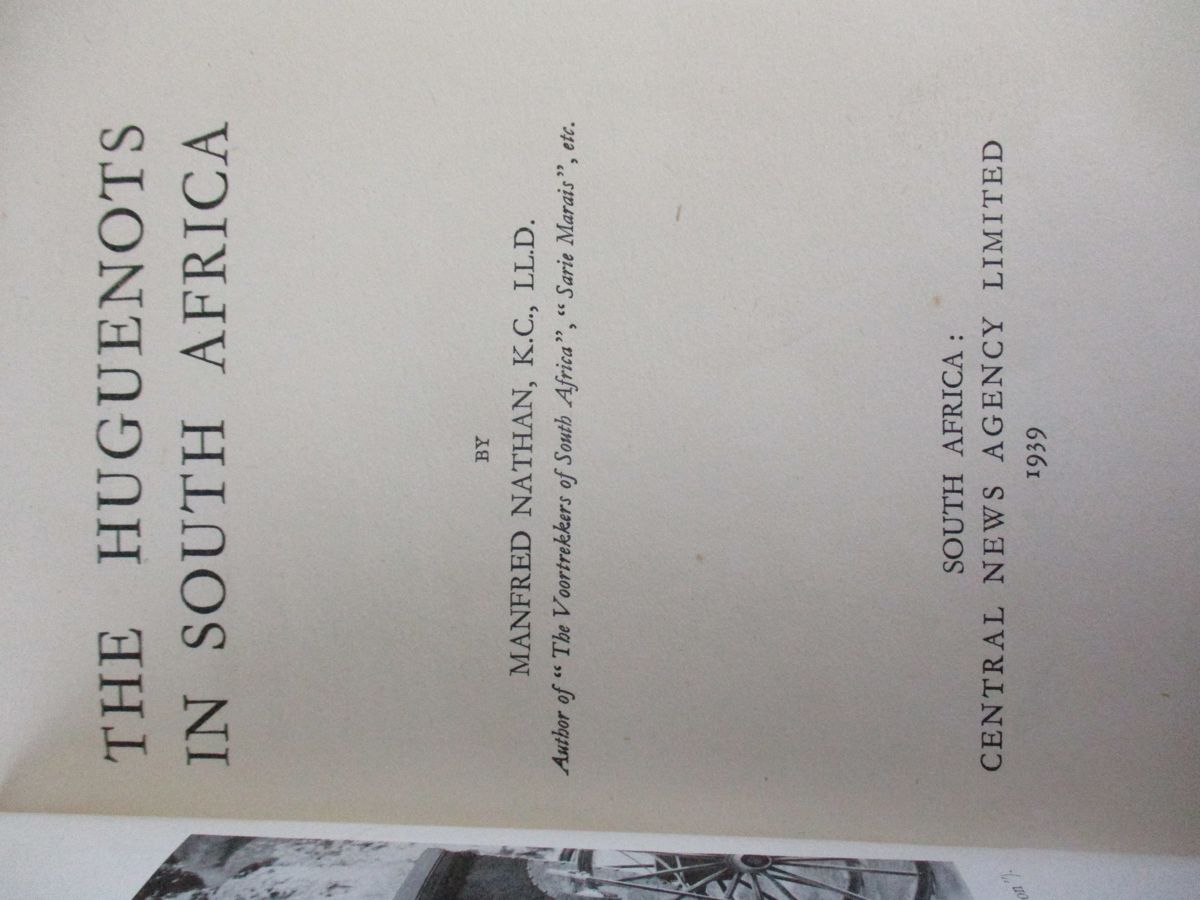 THE HUGUENOTS
IN SOUTH AFRICA
BY
MANFRED NATHAN, K.C., LL.D.
Author of “The Voortrekkers of South Africa”, “Sarie Marais”, etc.
SOUTH AFRICA:
CENTRAL NEWS AGENCY LIMITED
1939